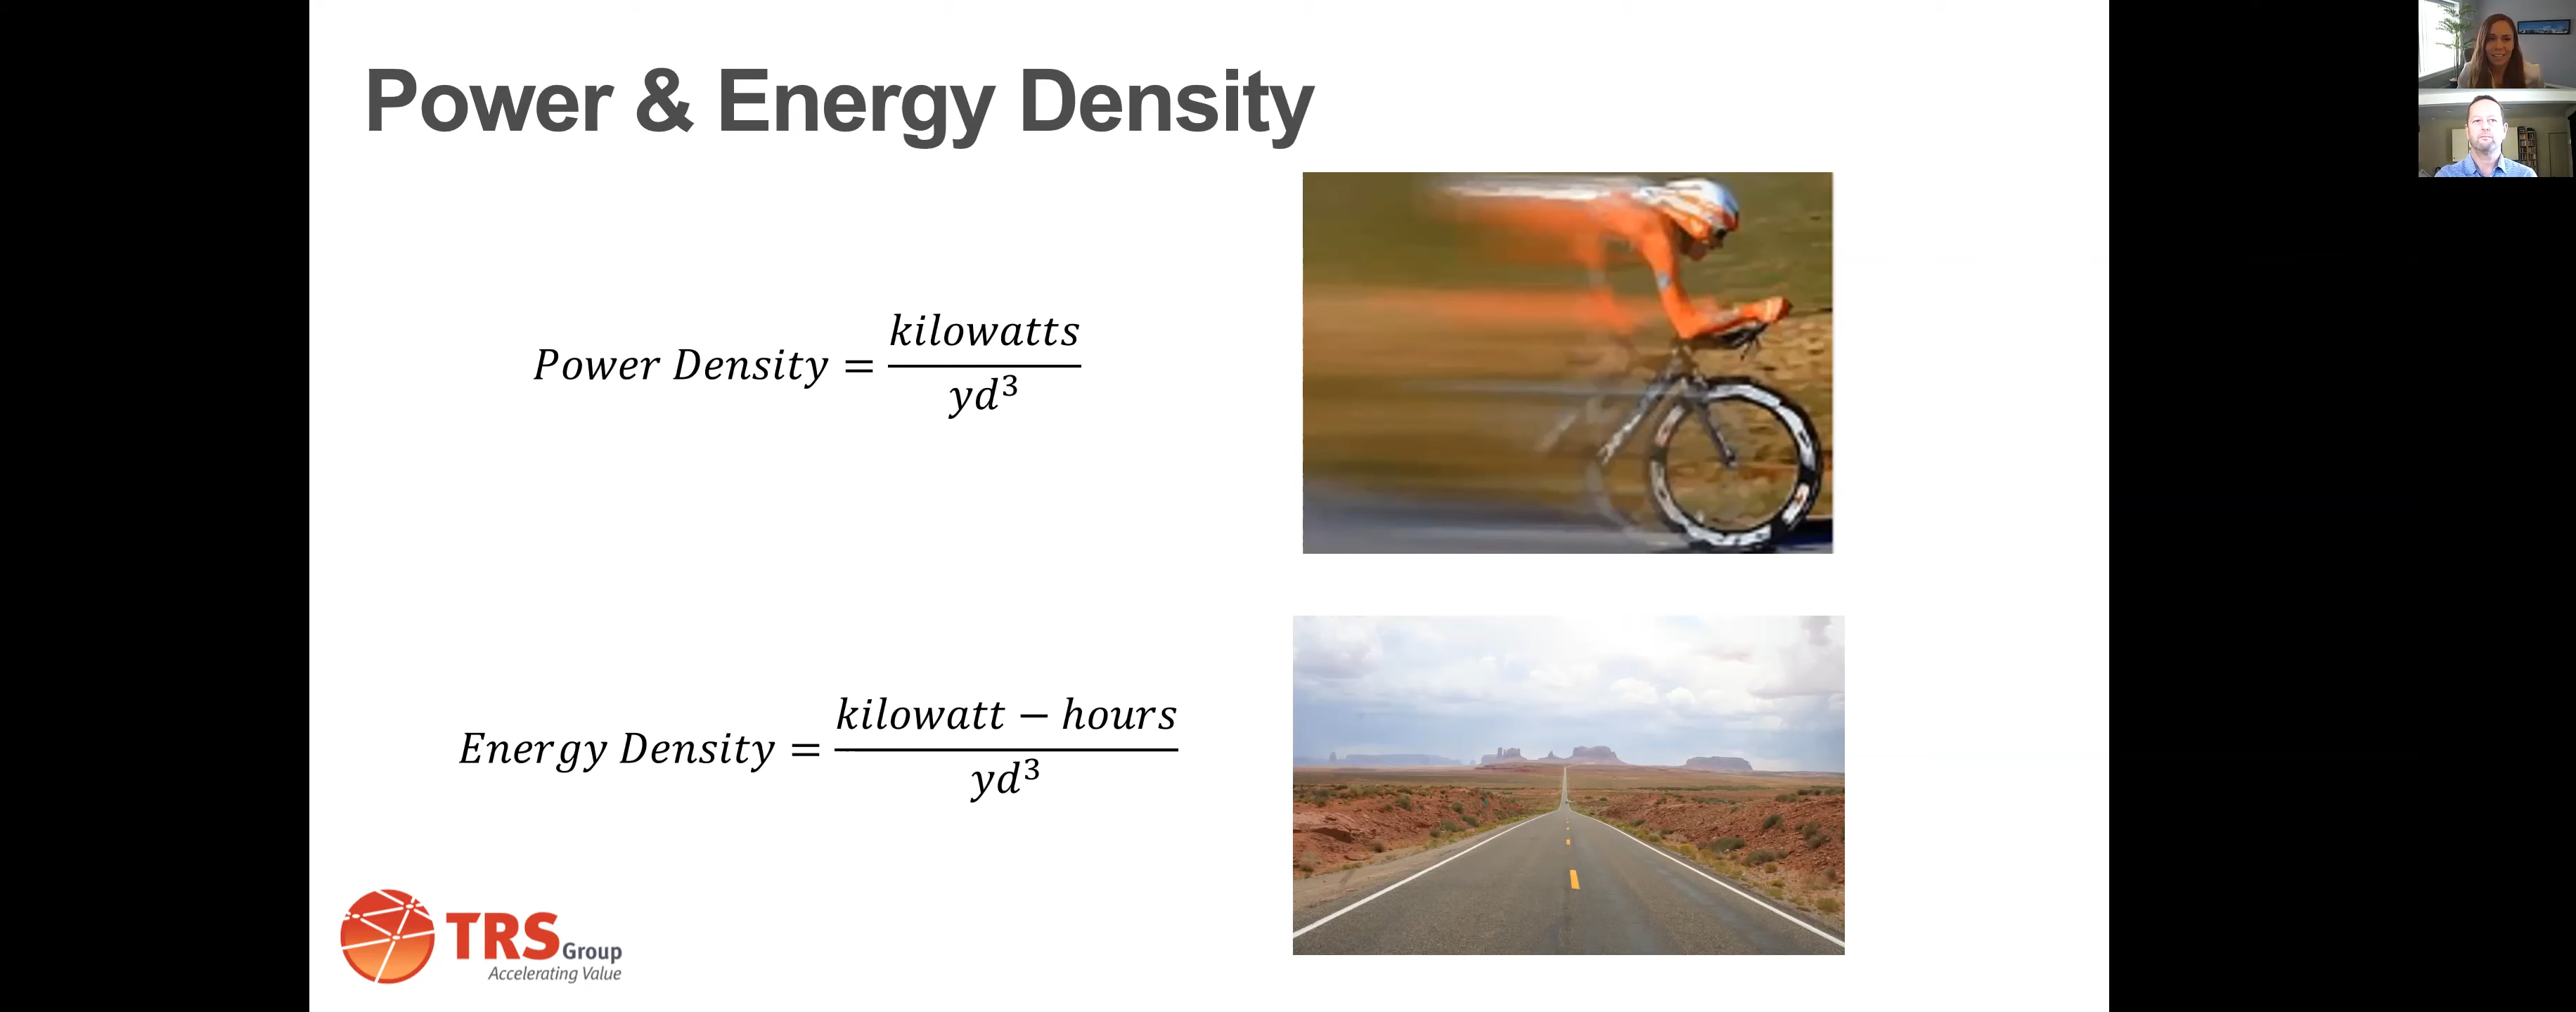 Power & Energy Density
Power Density = kilowatts / yd³
Energy Density = kilowatt − hours / yd³
TRS Group
Accelerating Value